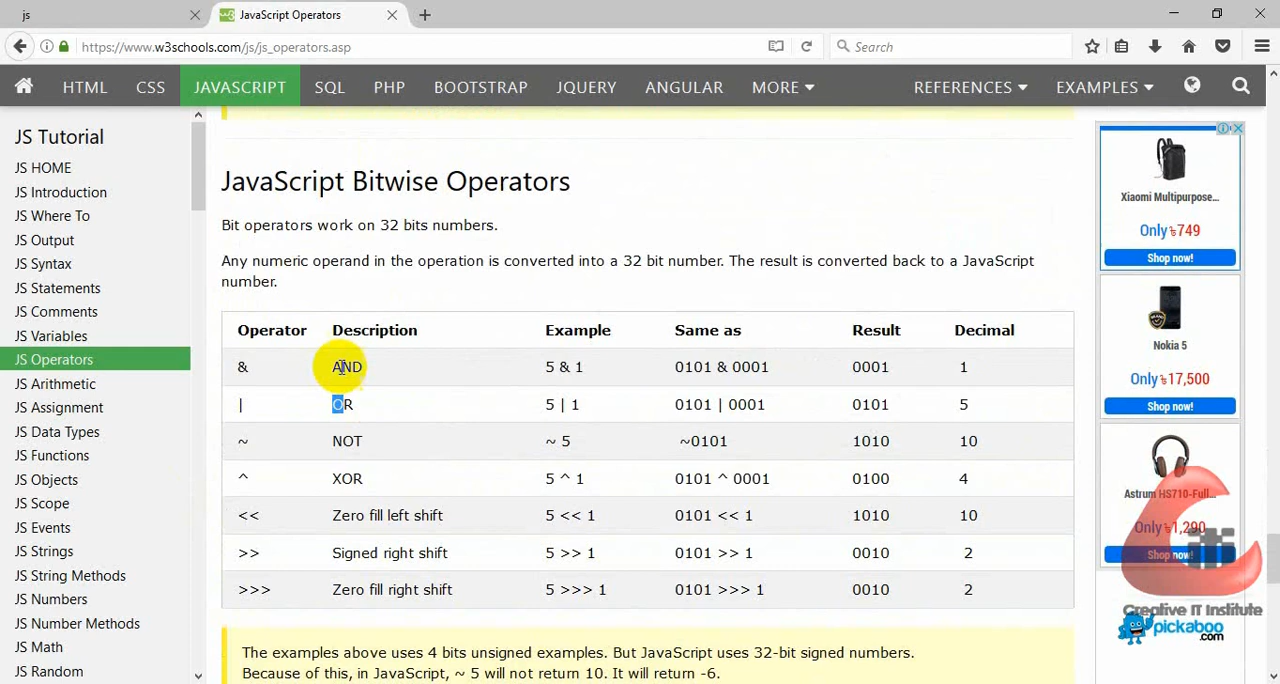 js
JavaScript Operators
https://www.w3schools.com/js/js_operators.asp
Search
HTML CSS JAVASCRIPT SQL PHP BOOTSTRAP JQUERY ANGULAR MORE REFERENCES EXAMPLES
JS Tutorial
JS HOME
JS Introduction
JS Where To
JS Output
JS Syntax
JS Statements
JS Comments
JS Variables
JS Operators
JS Arithmetic
JS Assignment
JS Data Types
JS Functions
JS Objects
JS Scope
JS Events
JS Strings
JS String Methods
JS Numbers
JS Number Methods
JS Math
JS Random
JavaScript Bitwise Operators
Bit operators work on 32 bits numbers.
Any numeric operand in the operation is converted into a 32 bit number. The result is converted back to a JavaScript
number.
Operator Description Example Same as Result Decimal
& AND 5 & 1 0101 & 0001 0001 1
| OR 5 | 1 0101 | 0001 0101 5
~ NOT ~ 5 ~0101 1010 10
^ XOR 5 ^ 1 0101 ^ 0001 0100 4
<< Zero fill left shift 5 << 1 0101 << 1 1010 10
>> Signed right shift 5 >> 1 0101 >> 1 0010 2
>>> Zero fill right shift 5 >>> 1 0101 >>> 1 0010 2
The examples above uses 4 bits unsigned examples. But JavaScript uses 32-bit signed numbers.
Because of this, in JavaScript, ~ 5 will not return 10. It will return -6.
Xiaomi Multipurpose...
Only ৳749
Shop now!
Nokia 5
Only ৳17,500
Shop now!
Astrum HS710-Full...
Only ৳1,290
Shop now!
Creative IT Institute
pickaboo
.com